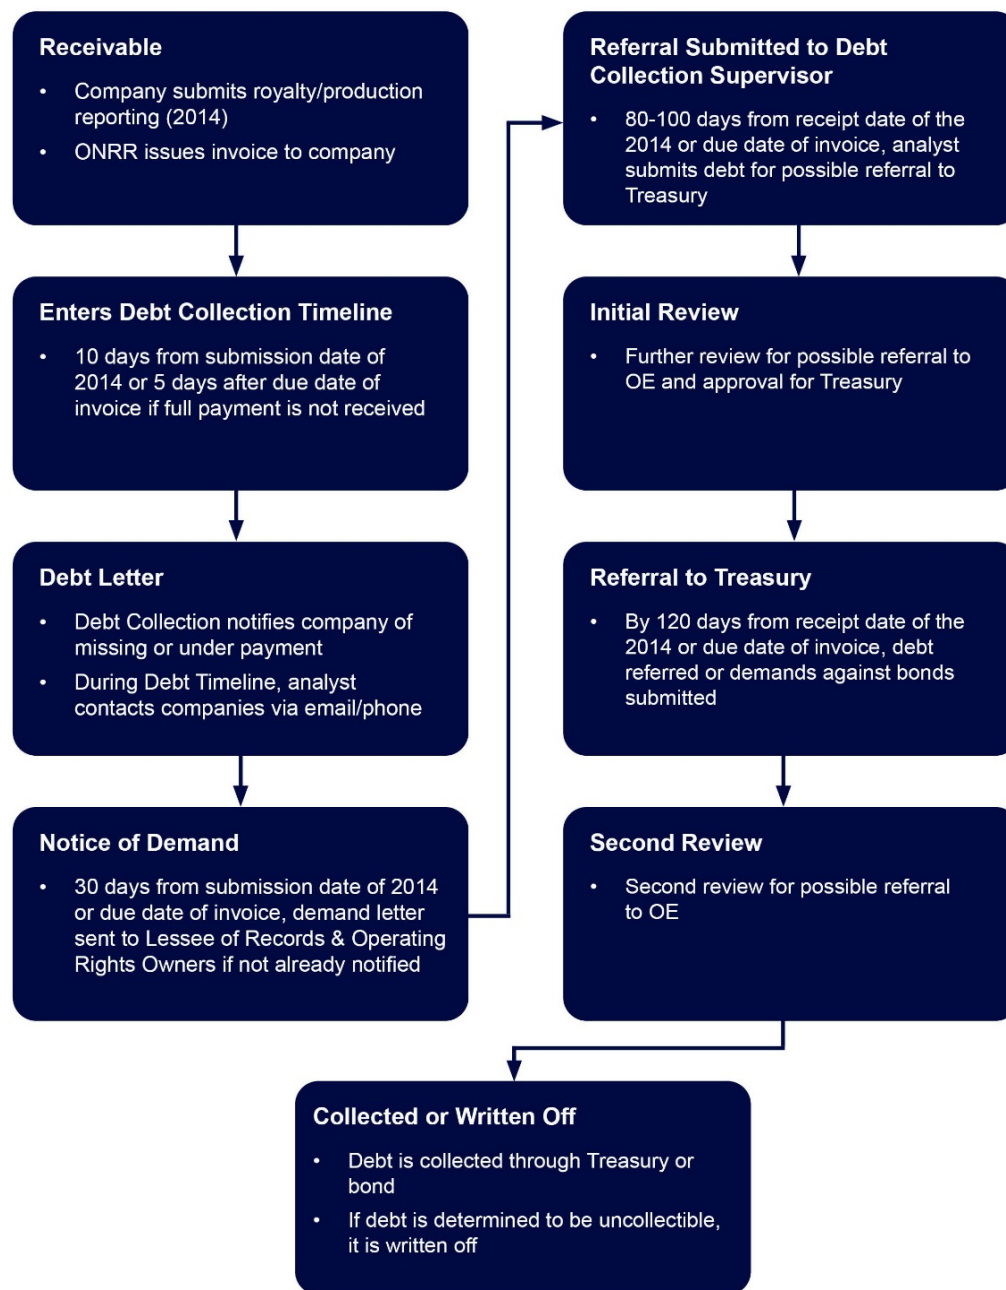 Receivable
• Company submits royalty/production
reporting (2014)
• ONRR issues invoice to company
Enters Debt Collection Timeline
• 10 days from submission date of
2014 or 5 days after due date of
invoice if full payment is not received
Debt Letter
• Debt Collection notifies company of
missing or under payment
• During Debt Timeline, analyst
contacts companies via email/phone
Notice of Demand
• 30 days from submission date of 2014
or due date of invoice, demand letter
sent to Lessee of Records & Operating
Rights Owners if not already notified
Referral Submitted to Debt
Collection Supervisor
• 80-100 days from receipt date of the
2014 or due date of invoice, analyst
submits debt for possible referral to
Treasury
Initial Review
• Further review for possible referral to
OE and approval for Treasury
Referral to Treasury
• By 120 days from receipt date of the
2014 or due date of invoice, debt
referred or demands against bonds
submitted
Second Review
• Second review for possible referral
to OE
Collected or Written Off
• Debt is collected through Treasury or
bond
• If debt is determined to be uncollectible,
it is written off